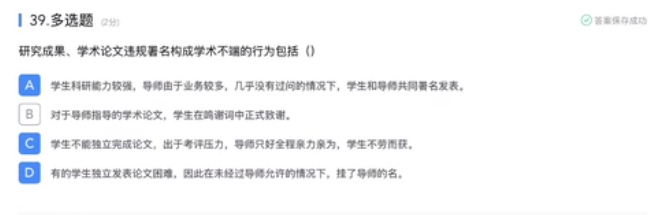 39.多选题 (2分) 答案保存成功
研究成果、学术论文违规署名构成学术不端的行为包括（）
A 学生科研能力较强，导师由于业务较多，几乎没有过问的情况下，学生和导师共同署名发表。
B 对于导师指导的学术论文，学生在鸣谢词中正式致谢。
C 学生不能独立完成论文，出于考评压力，导师只好全程亲力亲为，学生不劳而获。
D 有的学生独立发表论文困难，因此在未经过导师允许的情况下，挂了导师的名。